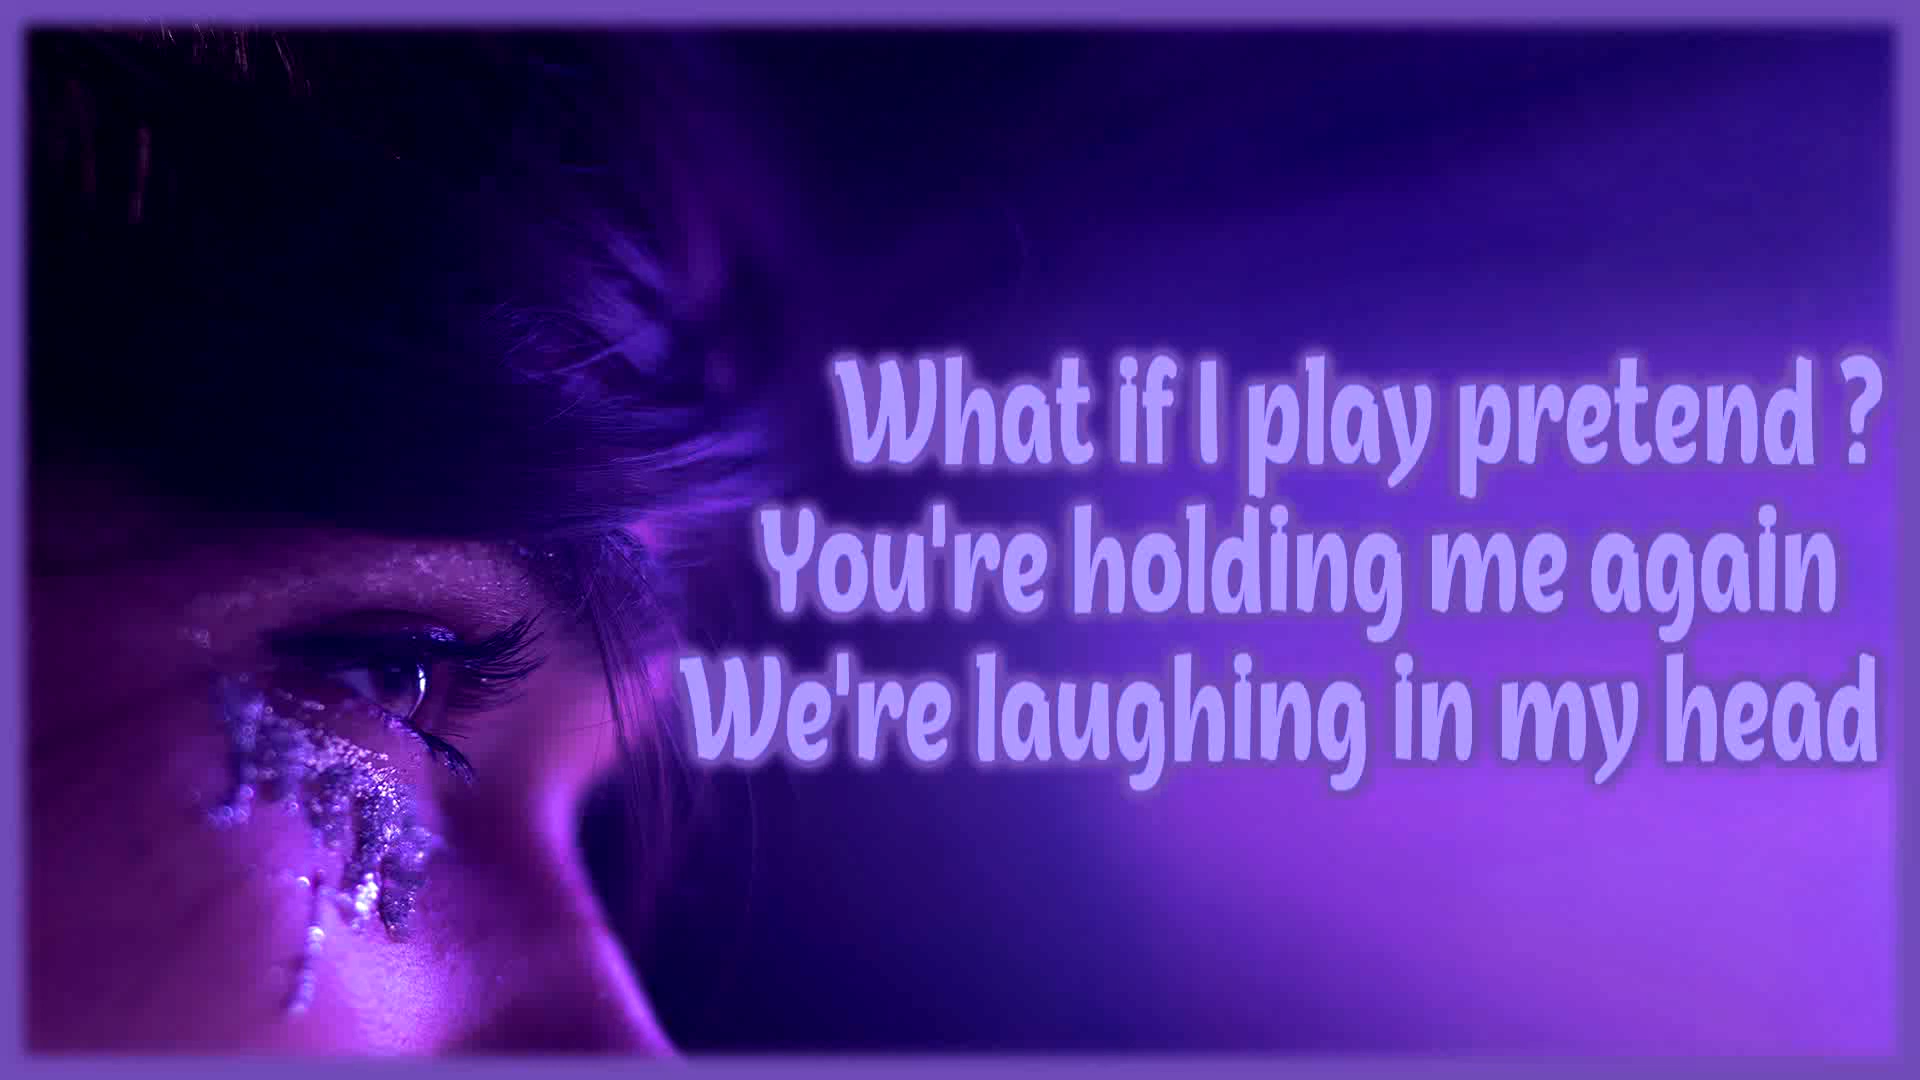 What if I play pretend ?
You're holding me again
We're laughing in my head